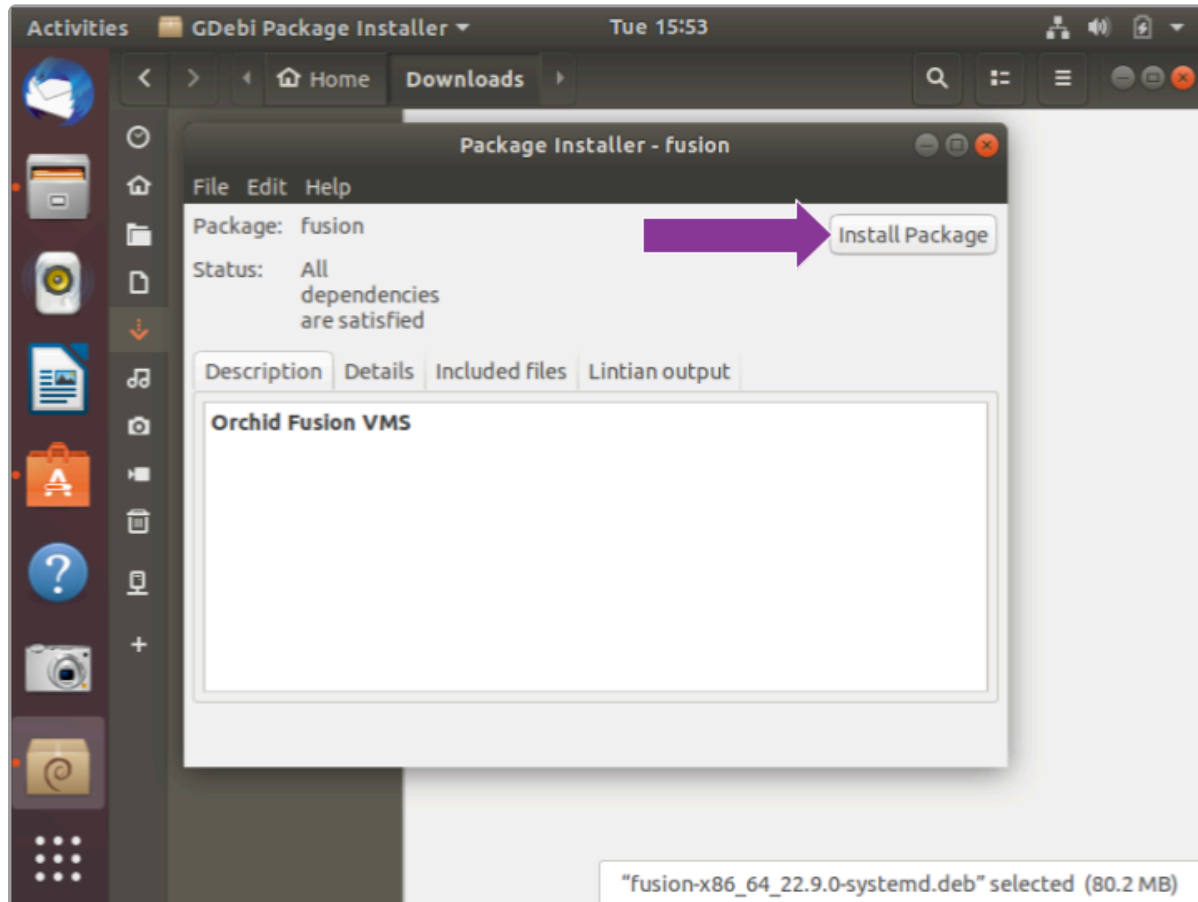 Activities GDebi Package Installer Tue 15:53
Home Downloads
Package Installer - fusion
File Edit Help
Package: fusion
Install Package
Status: All
dependencies
are satisfied
Description Details Included files Lintian output
Orchid Fusion VMS
“fusion-x86_64_22.9.0-systemd.deb” selected (80.2 MB)